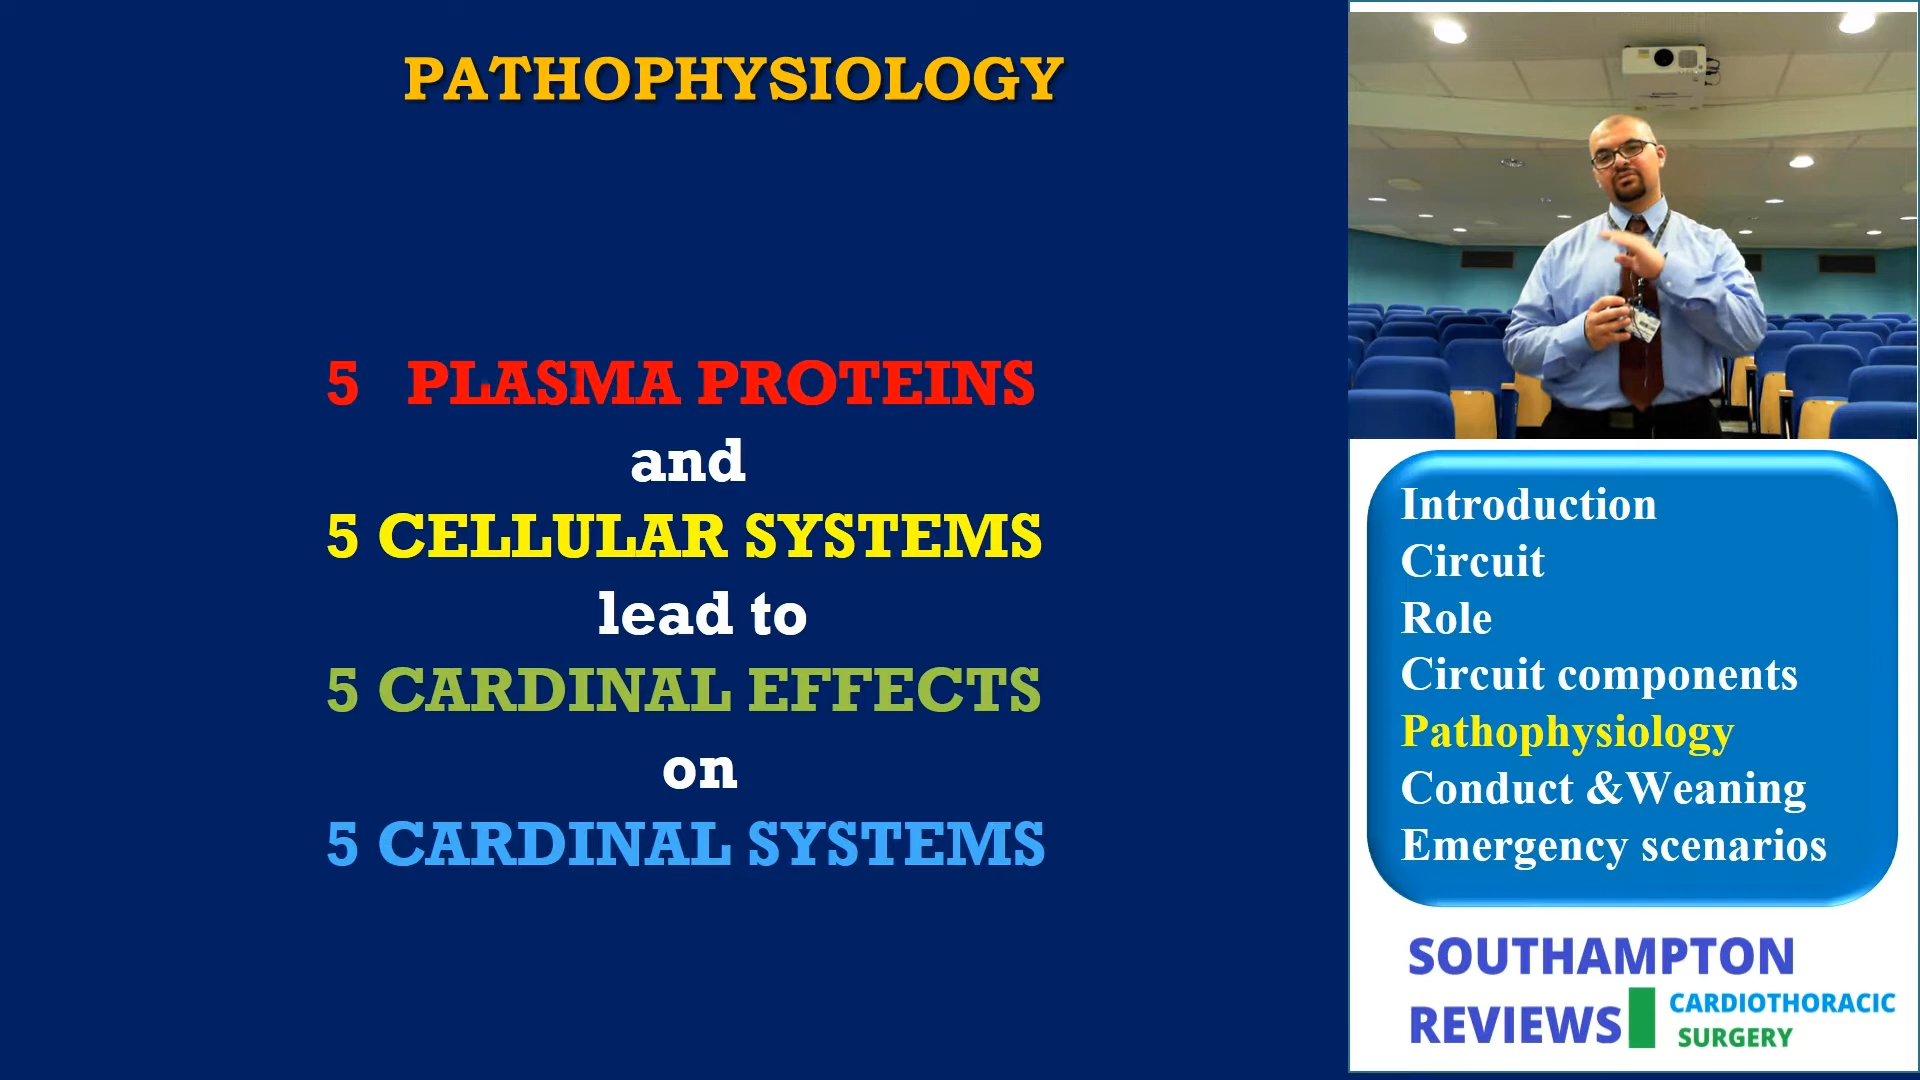 PATHOPHYSIOLOGY
5 PLASMA PROTEINS
and
5 CELLULAR SYSTEMS
lead to
5 CARDINAL EFFECTS
on
5 CARDINAL SYSTEMS
Introduction
Circuit
Role
Circuit components
Pathophysiology
Conduct &Weaning
Emergency scenarios
SOUTHAMPTON
REVIEWS
CARDIOTHORACIC
SURGERY